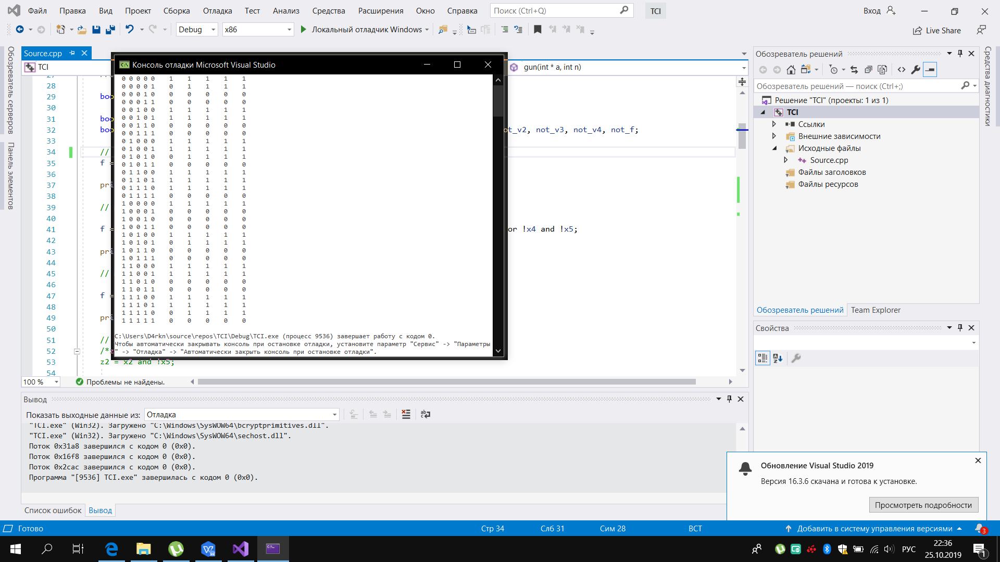 Файл Правка Вид Проект Сборка Отладка Тест Анализ Средства Расширения Окно Справка Поиск (Ctrl+Q) TCI Вход
Debug x86 Локальный отладчик Windows Live Share
Обозреватель серверов
Панель элементов
Source.cpp
TCI
gun(int * a, int n)
Консоль отладки Microsoft Visual Studio
0 0 0 0 0 1 1 1 1 1
0 0 0 0 1 0 1 1 1 1
0 0 0 1 0 0 0 0 0 0
0 0 0 1 1 0 0 0 0 0
0 0 1 0 0 1 1 1 1 1
0 0 1 0 1 1 1 1 1 1
0 0 1 1 0 0 0 0 0 0
0 0 1 1 1 0 0 0 0 0
0 1 0 0 0 1 1 1 1 1
0 1 0 0 1 1 1 1 1 1
0 1 0 1 0 0 1 1 1 1
0 1 0 1 1 0 0 0 0 0
0 1 1 0 0 1 1 1 1 1
0 1 1 0 1 1 1 1 1 1
0 1 1 1 0 1 1 1 1 1
0 1 1 1 1 0 0 0 0 0
1 0 0 0 0 1 1 1 1 1
1 0 0 0 1 0 0 0 0 0
1 0 0 1 0 0 0 0 0 0
1 0 0 1 1 0 0 0 0 0
1 0 1 0 0 1 1 1 1 1
1 0 1 0 1 0 1 1 1 1
1 0 1 1 0 0 0 0 0 0
1 0 1 1 1 0 0 0 0 0
1 1 0 0 0 1 1 1 1 1
1 1 0 0 1 1 1 1 1 1
1 1 0 1 0 0 0 0 0 0
1 1 0 1 1 0 0 0 0 0
1 1 1 0 0 1 1 1 1 1
1 1 1 0 1 1 1 1 1 1
1 1 1 1 0 0 1 1 1 1
1 1 1 1 1 0 0 0 0 0
C:\Users\D4rkn\source\repos\TCI\Debug\TCI.exe (процесс 9536) завершает работу с кодом 0.
Чтобы автоматически закрывать консоль при остановке отладки, установите параметр "Сервис" -> "Параметры
" -> "Отладка" -> "Автоматически закрыть консоль при остановке отладки".
27
28
29 boo
30
31 boo
32 boo ot_v2, not_v3, not_v4, not_f;
33
34 //
35 f =
36
37 pri
38
39 //
40
41 f = or !x4 and !x5;
42
43 pri
44
45 //
46
47 f =
48
49 pri
50
51 //
52 /*z
53 z2 = x2 and !x5;
54
100 % Проблемы не найдены.
Вывод
Показать выходные данные из: Отладка
"TCI.exe" (Win32). Загружено "C:\Windows\SysWOW64\bcryptprimitives.dll".
"TCI.exe" (Win32). Загружено "C:\Windows\SysWOW64\sechost.dll".
Поток 0x31a8 завершился с кодом 0 (0x0).
Поток 0x16f8 завершился с кодом 0 (0x0).
Поток 0x2cac завершился с кодом 0 (0x0).
Программа "[9536] TCI.exe" завершилась с кодом 0 (0x0).
Список ошибок Вывод
Обозреватель решений
Обозреватель решений — поиск (Ctrl+;)
Решение "TCI" (проекты: 1 из 1)
TCI
Ссылки
Внешние зависимости
Исходные файлы
Source.cpp
Файлы заголовков
Файлы ресурсов
Обозреватель решений Team Explorer
Свойства
Средства диагностики
Обновление Visual Studio 2019
Версия 16.3.6 скачана и готова к установке.
Просмотреть подробности
Готово Стр 34 Слб 31 Сим 28 ВСТ Добавить в систему управления версиями 3
РУС 22:36
25.10.2019 1